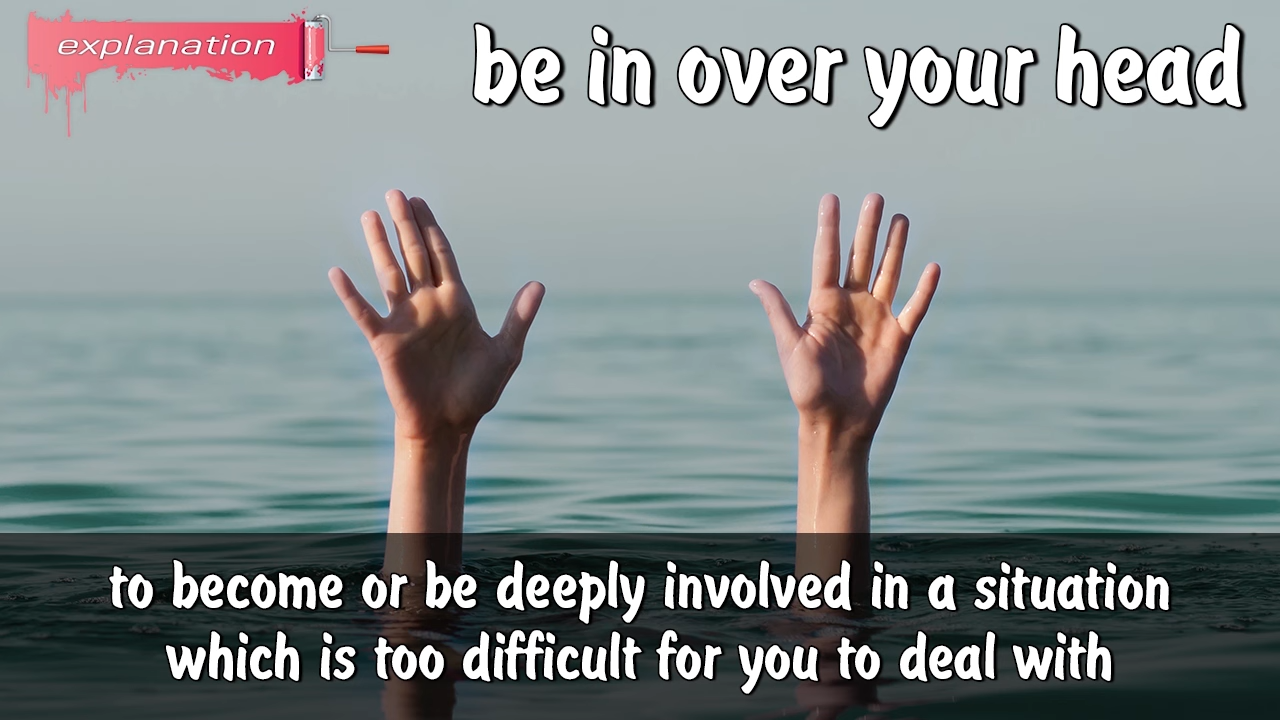 explanation
be in over your head
to become or be deeply involved in a situation
which is too difficult for you to deal with